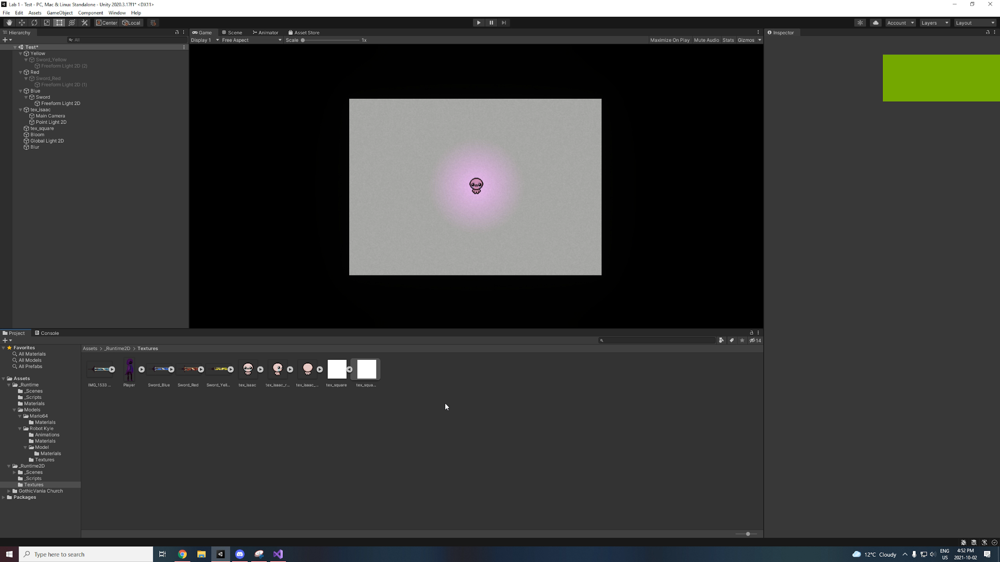 Lab 1 - Test - PC, Mac & Linux Standalone - Unity 2020.3.17f1* <DX11>
File Edit Assets GameObject Component Window Help
Center Local Account Layers Layout
Hierarchy Game Scene Animator Asset Store Inspector
All Display 1 Free Aspect Scale 1x Maximize On Play Mute Audio Stats Gizmos
Test*
Yellow
Sword_Yellow
Freeform Light 2D (2)
Red
Sword_Red
Freeform Light 2D (1)
Blue
Sword
Freeform Light 2D
tex_isaac
Main Camera
Point Light 2D
tex_square
Bloom
Global Light 2D
Blur
Project Console
14
Favorites
All Materials
All Models
All Prefabs
Assets
_Runtime
_Scenes
_Scripts
Materials
Models
Mario64
Materials
Robot Kyle
Animations
Materials
Model
Materials
Textures
_Runtime2D
_Scenes
_Scripts
Textures
GothicVania Church
Packages
Assets > _Runtime2D > Textures
IMG_1533 ... Player Sword_Blue Sword_Red Sword_Yell... tex_isaac tex_isaac_r... tex_isaac_... tex_square tex_squa...
Type here to search
12°C Cloudy
ENG
US
4:52 PM
2021-10-02